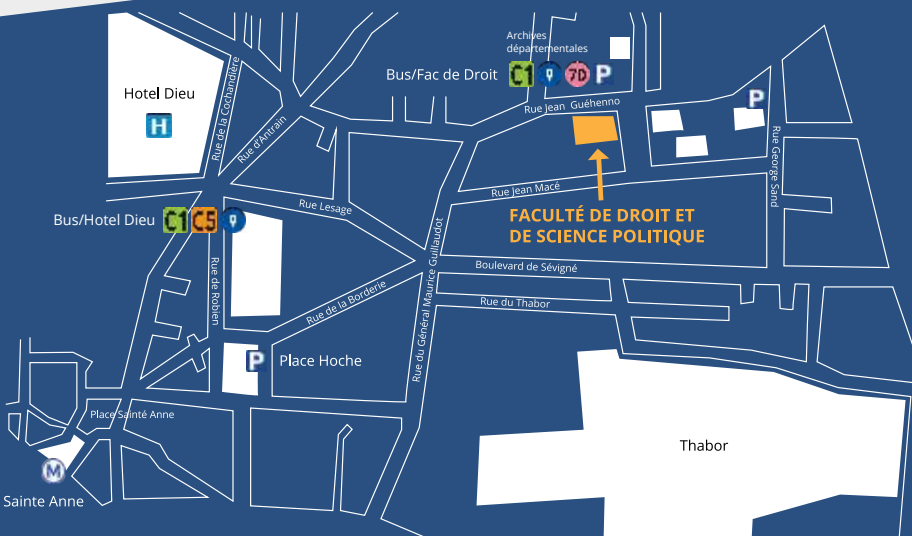 Archives
départementales
Bus/Fac de Droit C1 7D P
Rue Jean Guéhenno
Hotel Dieu
H
Rue de la Cochardière
Rue d'Antrain
P
Rue George Sand
Rue Jean Macé
Rue Lesage
Bus/Hotel Dieu C1 C5
FACULTÉ DE DROIT ET
DE SCIENCE POLITIQUE
Boulevard de Sévigné
Rue du Thabor
Rue de Robien
Rue de la Borderie
Rue du Général Maurice Guillaudot
P Place Hoche
Place Sainte Anne
Thabor
M
Sainte Anne